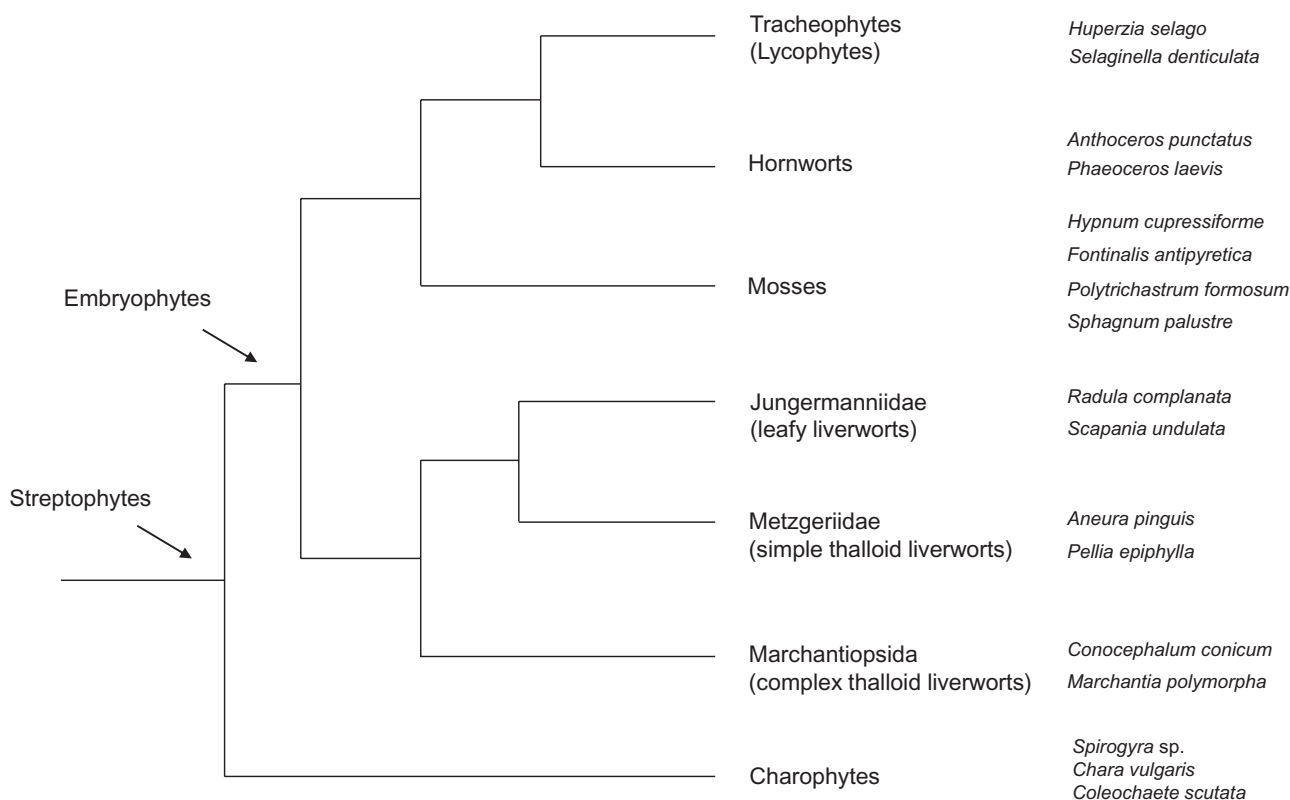 Tracheophytes
(Lycophytes)
Huperzia selago
Selaginella denticulata
Hornworts
Anthoceros punctatus
Phaeoceros laevis
Mosses
Hypnum cupressiforme
Fontinalis antipyretica
Polytrichastrum formosum
Sphagnum palustre
Embryophytes
Jungermanniidae
(leafy liverworts)
Radula complanata
Scapania undulata
Streptophytes
Metzgeriidae
(simple thalloid liverworts)
Aneura pinguis
Pellia epiphylla
Marchantiopsida
(complex thalloid liverworts)
Conocephalum conicum
Marchantia polymorpha
Charophytes
Spirogyra sp.
Chara vulgaris
Coleochaete scutata